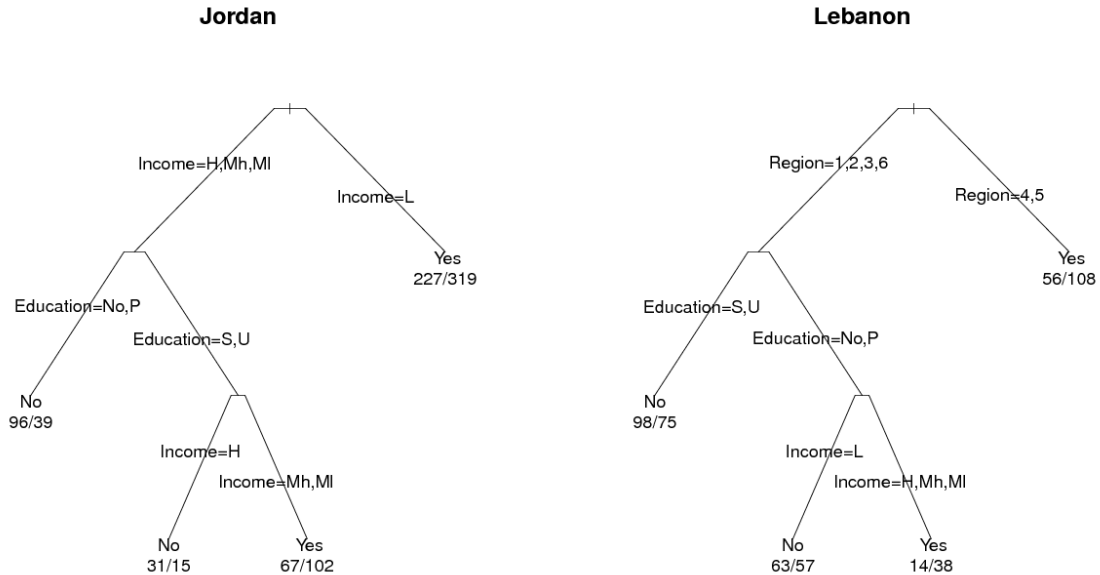 Jordan
Income=H,Mh,Ml
Income=L
Yes
227/319
Education=No,P
Education=S,U
No
96/39
Income=H
Income=Mh,Ml
No
31/15
Yes
67/102
Lebanon
Region=1,2,3,6
Region=4,5
Yes
56/108
Education=S,U
Education=No,P
No
98/75
Income=L
Income=H,Mh,Ml
No
63/57
Yes
14/38